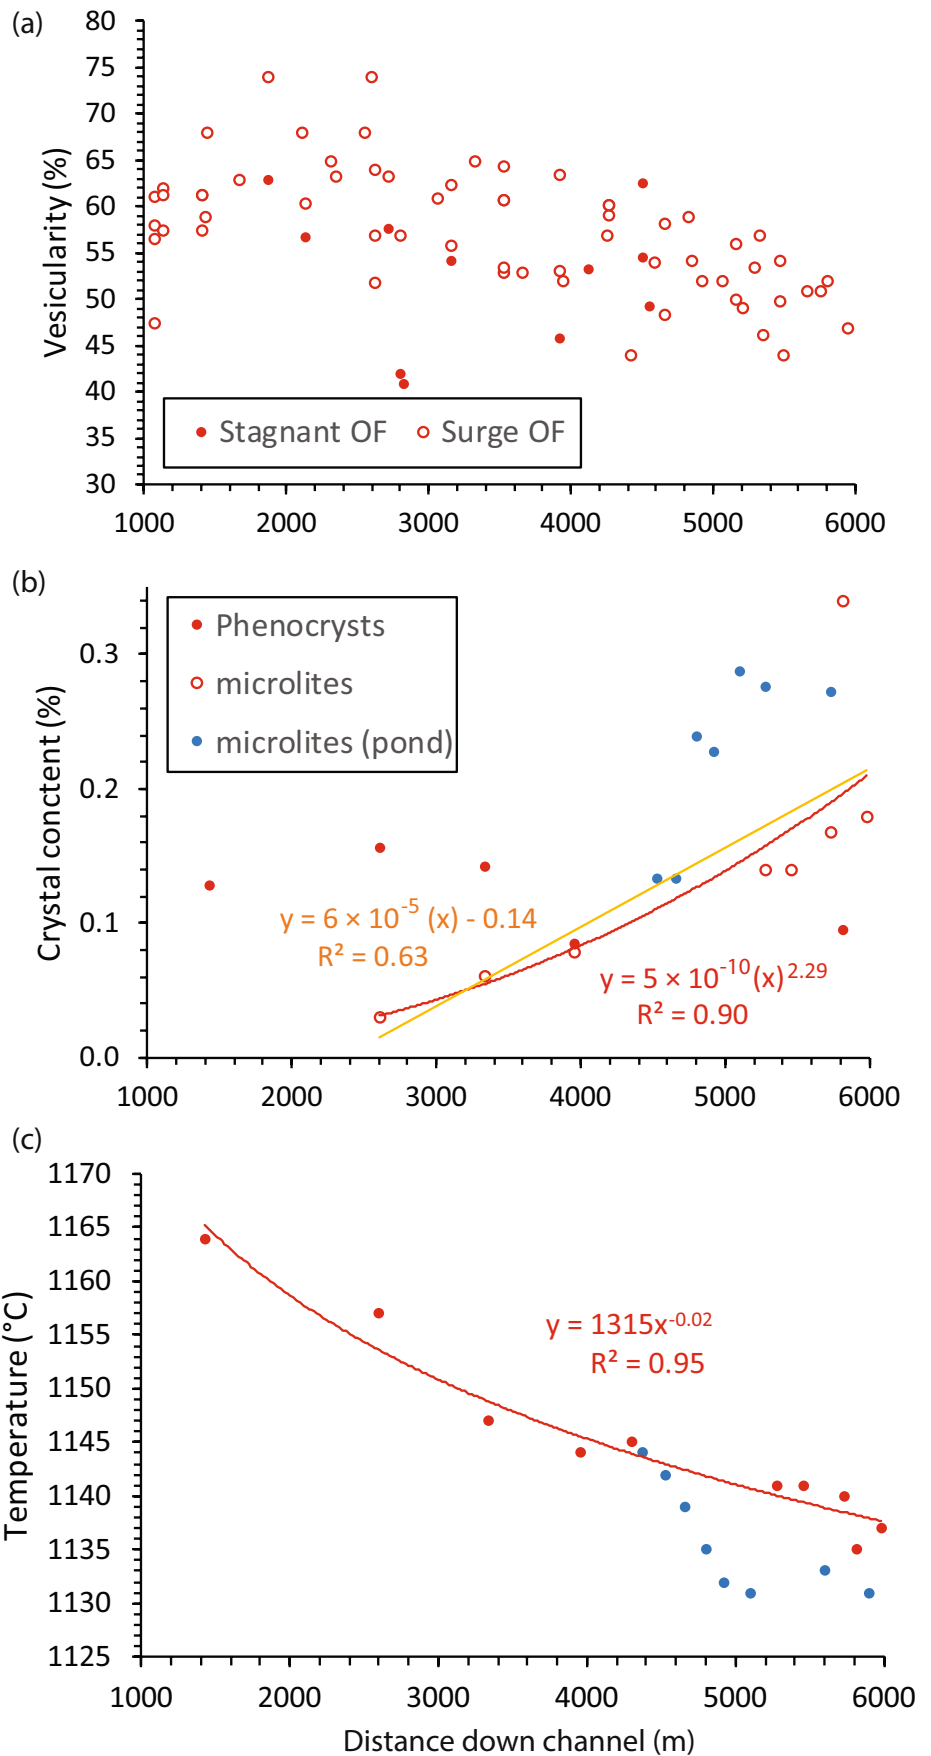 (a)
80
75
70
65
60
55
50
45
40
35
30
Vesicularity (%)
Stagnant OF
Surge OF
1000 2000 3000 4000 5000 6000
(b)
Phenocrysts
microlites
microlites (pond)
0.3
0.2
0.1
0.0
Crystal conctent (%)
y = 6 × 10⁻⁵ (x) - 0.14
R² = 0.63
y = 5 × 10⁻¹⁰(x)²·²⁹
R² = 0.90
1000 2000 3000 4000 5000 6000
(c)
1170
1165
1160
1155
1150
1145
1140
1135
1130
1125
Temperature (°C)
y = 1315x⁻⁰·⁰²
R² = 0.95
1000 2000 3000 4000 5000 6000
Distance down channel (m)